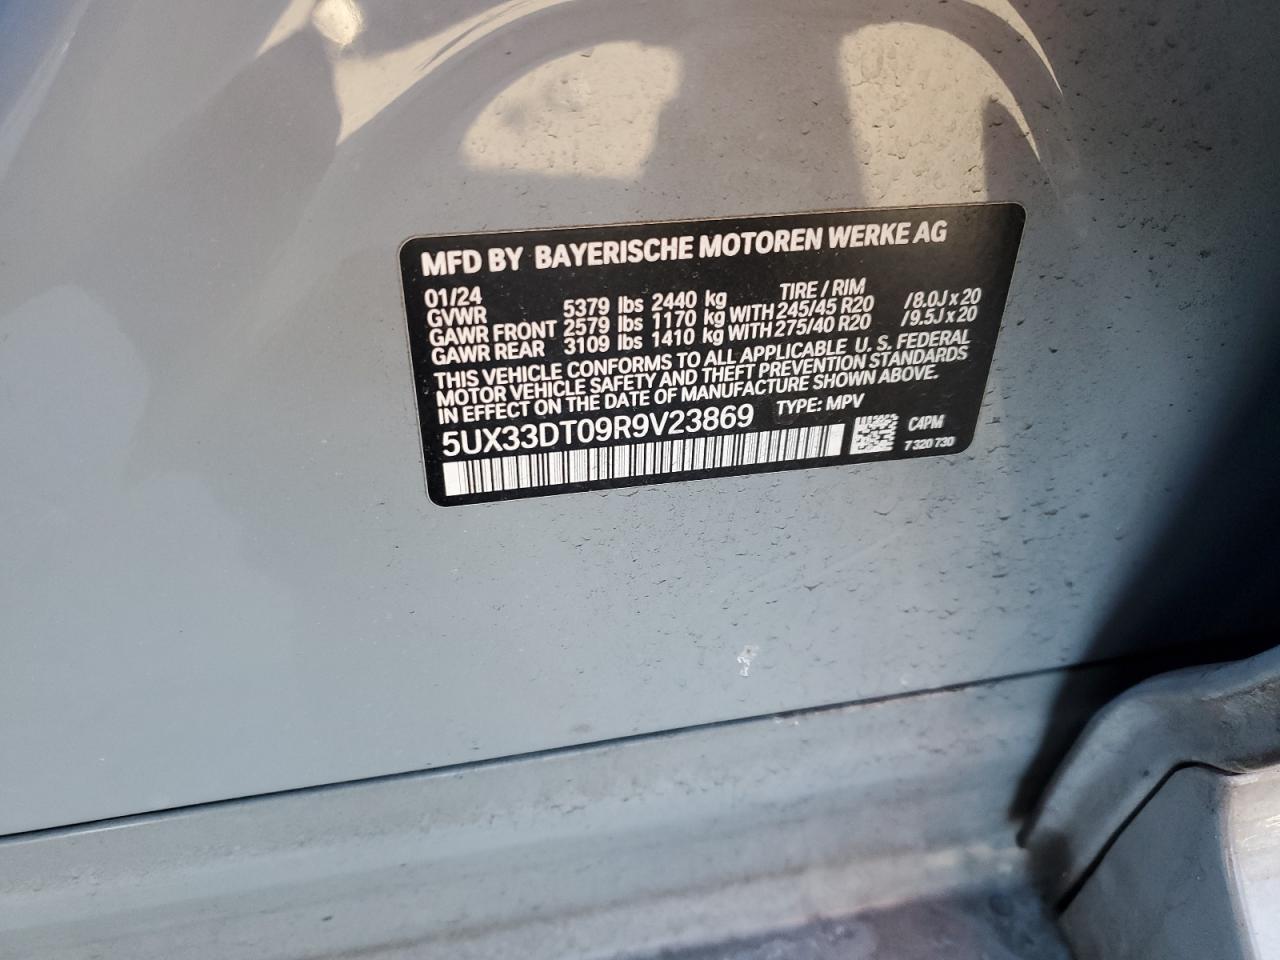 MFD BY BAYERISCHE MOTOREN WERKE AG
01/24 TIRE / RIM
GVWR 5379 lbs 2440 kg
GAWR FRONT 2579 lbs 1170 kg WITH 245/45 R20 /8.0J x 20
GAWR REAR 3109 lbs 1410 kg WITH 275/40 R20 /9.5J x 20
THIS VEHICLE CONFORMS TO ALL APPLICABLE U. S. FEDERAL
MOTOR VEHICLE SAFETY AND THEFT PREVENTION STANDARDS
IN EFFECT ON THE DATE OF MANUFACTURE SHOWN ABOVE.
5UX33DT09R9V23869 TYPE: MPV
C4PM
7 320 730